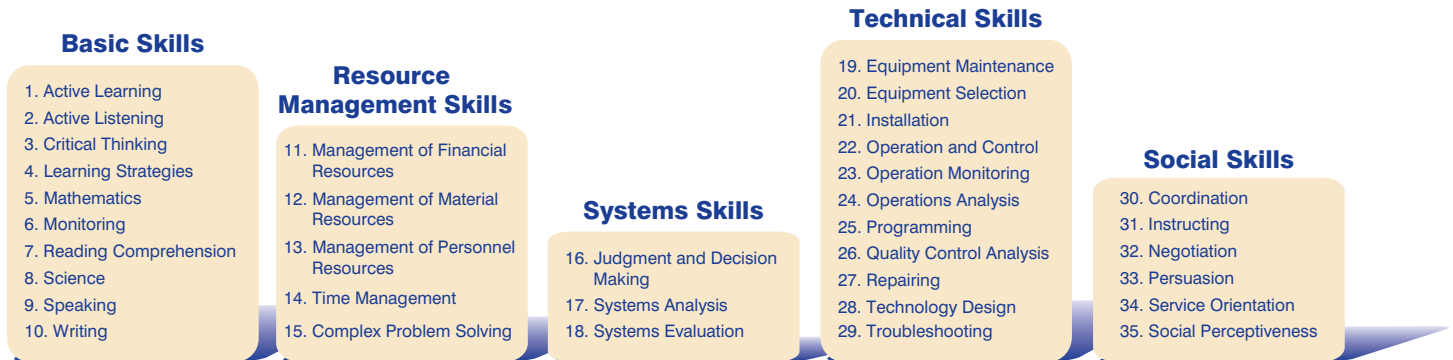 Basic Skills
1. Active Learning
2. Active Listening
3. Critical Thinking
4. Learning Strategies
5. Mathematics
6. Monitoring
7. Reading Comprehension
8. Science
9. Speaking
10. Writing
Resource
Management Skills
11. Management of Financial
Resources
12. Management of Material
Resources
13. Management of Personnel
Resources
14. Time Management
15. Complex Problem Solving
Systems Skills
16. Judgment and Decision
Making
17. Systems Analysis
18. Systems Evaluation
Technical Skills
19. Equipment Maintenance
20. Equipment Selection
21. Installation
22. Operation and Control
23. Operation Monitoring
24. Operations Analysis
25. Programming
26. Quality Control Analysis
27. Repairing
28. Technology Design
29. Troubleshooting
Social Skills
30. Coordination
31. Instructing
32. Negotiation
33. Persuasion
34. Service Orientation
35. Social Perceptiveness